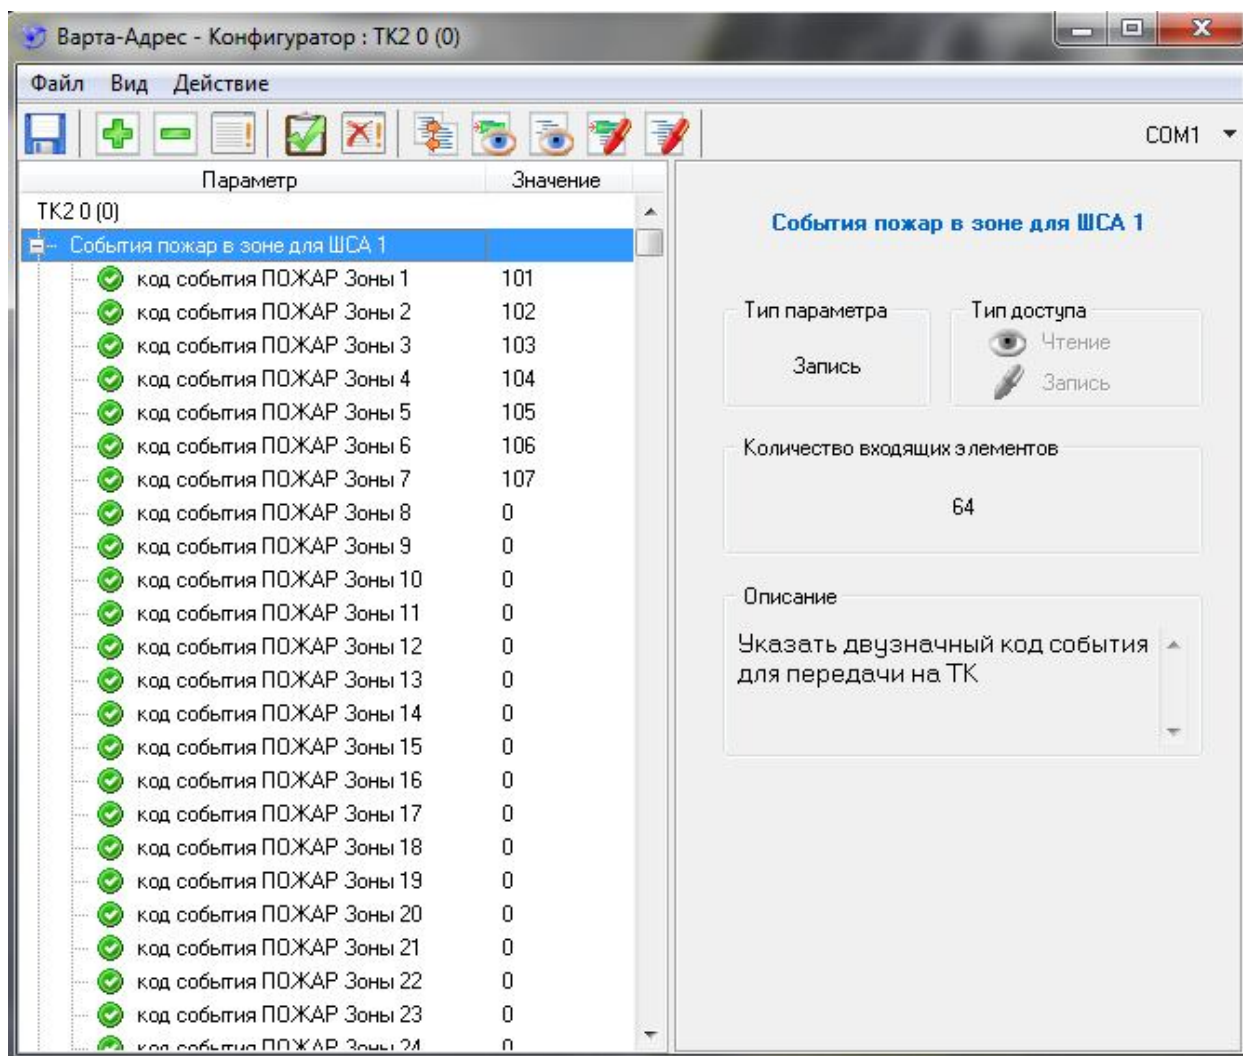 Варта-Адрес - Конфигуратор : ТК2 0 (0)
Файл Вид Действие
COM1
Параметр Значение
ТК2 0 (0)
События пожар в зоне для ШСА 1
код события ПОЖАР Зоны 1 101
код события ПОЖАР Зоны 2 102
код события ПОЖАР Зоны 3 103
код события ПОЖАР Зоны 4 104
код события ПОЖАР Зоны 5 105
код события ПОЖАР Зоны 6 106
код события ПОЖАР Зоны 7 107
код события ПОЖАР Зоны 8 0
код события ПОЖАР Зоны 9 0
код события ПОЖАР Зоны 10 0
код события ПОЖАР Зоны 11 0
код события ПОЖАР Зоны 12 0
код события ПОЖАР Зоны 13 0
код события ПОЖАР Зоны 14 0
код события ПОЖАР Зоны 15 0
код события ПОЖАР Зоны 16 0
код события ПОЖАР Зоны 17 0
код события ПОЖАР Зоны 18 0
код события ПОЖАР Зоны 19 0
код события ПОЖАР Зоны 20 0
код события ПОЖАР Зоны 21 0
код события ПОЖАР Зоны 22 0
код события ПОЖАР Зоны 23 0
код события ПОЖАР Зоны 24 0
События пожар в зоне для ШСА 1
Тип параметра
Запись
Тип доступа
Чтение
Запись
Количество входящих элементов
64
Описание
Указать двузначный код события
для передачи на ТК